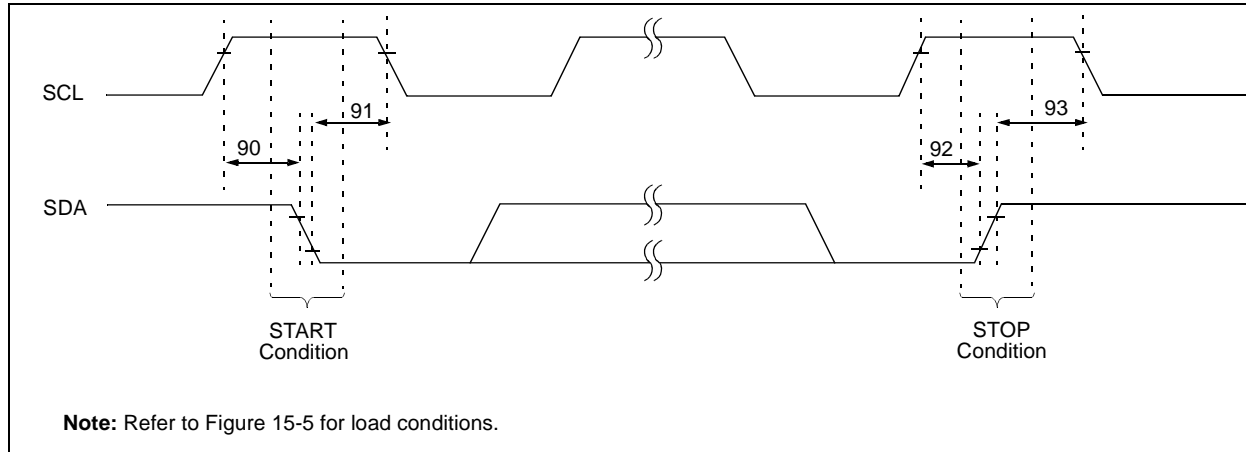 SCL
91
93
90
92
SDA
START
Condition
STOP
Condition
Note: Refer to Figure 15-5 for load conditions.